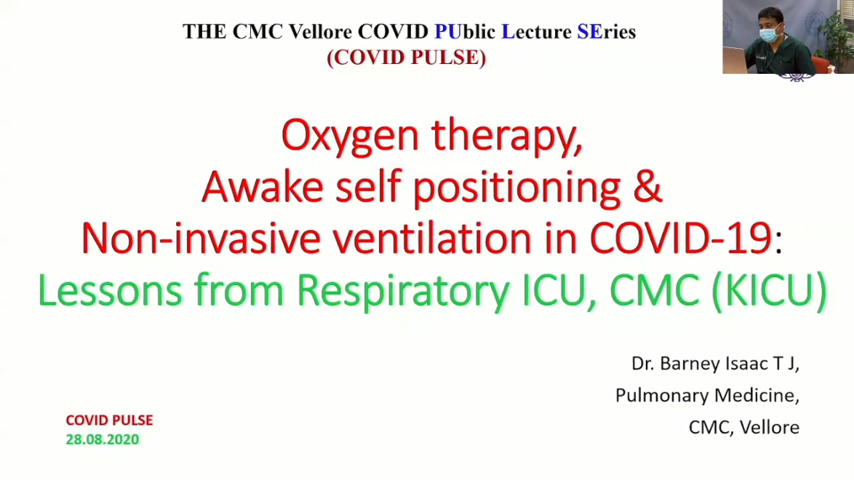 THE CMC Vellore COVID PUblic Lecture SEries
(COVID PULSE)
Oxygen therapy,
Awake self positioning &
Non-invasive ventilation in COVID-19:
Lessons from Respiratory ICU, CMC (KICU)
Dr. Barney Isaac T J,
Pulmonary Medicine,
CMC, Vellore
COVID PULSE
28.08.2020